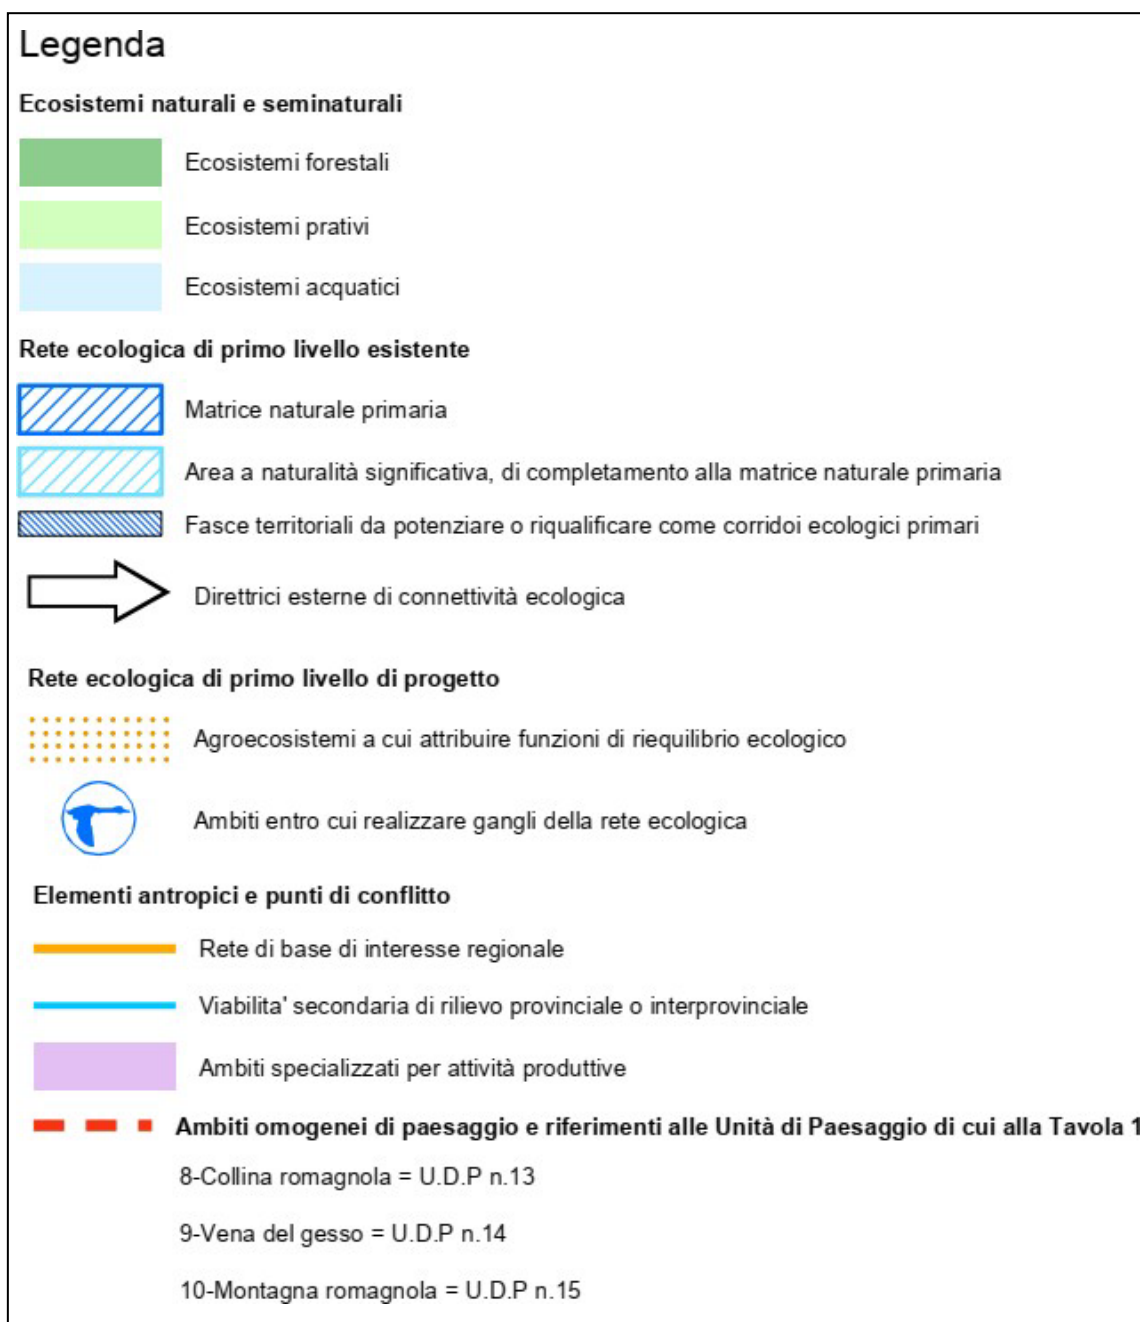 Legenda
Ecosistemi naturali e seminaturali
Ecosistemi forestali
Ecosistemi prativi
Ecosistemi acquatici
Rete ecologica di primo livello esistente
Matrice naturale primaria
Area a naturalità significativa, di completamento alla matrice naturale primaria
Fasce territoriali da potenziare o riqualificare come corridoi ecologici primari
Direttrici esterne di connettività ecologica
Rete ecologica di primo livello di progetto
Agroecosistemi a cui attribuire funzioni di riequilibrio ecologico
Ambiti entro cui realizzare gangli della rete ecologica
Elementi antropici e punti di conflitto
Rete di base di interesse regionale
Viabilita' secondaria di rilievo provinciale o interprovinciale
Ambiti specializzati per attività produttive
Ambiti omogenei di paesaggio e riferimenti alle Unità di Paesaggio di cui alla Tavola 1
8-Collina romagnola = U.D.P n.13
9-Vena del gesso = U.D.P n.14
10-Montagna romagnola = U.D.P n.15